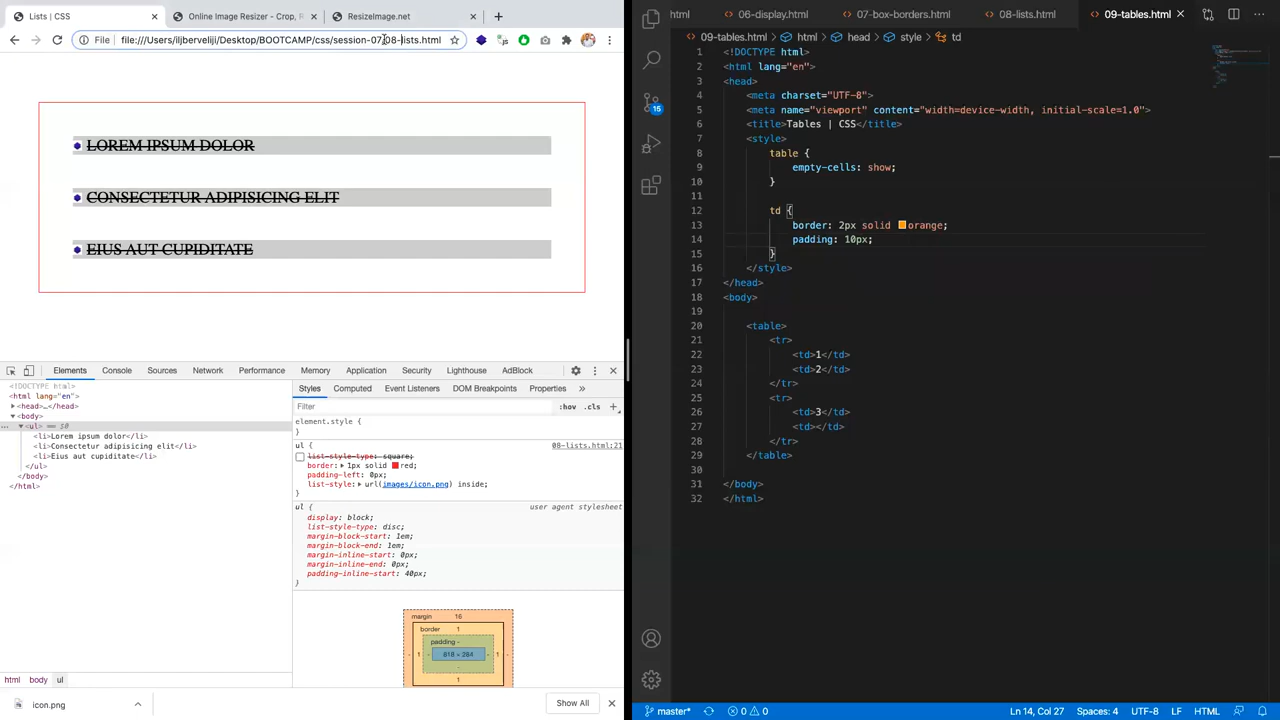 Lists | CSS
Online Image Resizer - Crop, R
ResizeImage.net
File
file:///Users/iljberveliji/Desktop/BOOTCAMP/css/session-07/08-lists.html
LOREM IPSUM DOLOR
CONSECTETUR ADIPISICING ELIT
EIUS AUT CUPIDITATE
Elements Console Sources Network Performance Memory Application Security Lighthouse AdBlock
<!DOCTYPE html>
<html lang="en">
<head>…</head>
<body>
<ul> == $0
<li>Lorem ipsum dolor</li>
<li>Consectetur adipisicing elit</li>
<li>Eius aut cupiditate</li>
</ul>
</body>
</html>
html body ul
Styles Computed Event Listeners DOM Breakpoints Properties
Filter
:hov .cls
element.style {
}
ul { 08-lists.html:21
list-style-type: square;
border: 1px solid red;
padding-left: 0px;
list-style: url(images/icon.png) inside;
}
ul { user agent stylesheet
display: block;
list-style-type: disc;
margin-block-start: 1em;
margin-block-end: 1em;
margin-inline-start: 0px;
margin-inline-end: 0px;
padding-inline-start: 40px;
}
margin 16
border 1
padding -
- 1 - 618 × 284 - 1 -
-
1
icon.png
Show All
html 06-display.html 07-box-borders.html 08-lists.html 09-tables.html
09-tables.html > html > head > style > td
1 <!DOCTYPE html>
2 <html lang="en">
3 <head>
4 <meta charset="UTF-8">
5 <meta name="viewport" content="width=device-width, initial-scale=1.0">
6 <title>Tables | CSS</title>
7 <style>
8 table {
9 empty-cells: show;
10 }
11
12 td {
13 border: 2px solid orange;
14 padding: 10px;
15 }
16 </style>
17 </head>
18 <body>
19
20 <table>
21 <tr>
22 <td>1</td>
23 <td>2</td>
24 </tr>
25 <tr>
26 <td>3</td>
27 <td></td>
28 </tr>
29 </table>
30
31 </body>
32 </html>
15
master* 0 0
Ln 14, Col 27 Spaces: 4 UTF-8 LF HTML